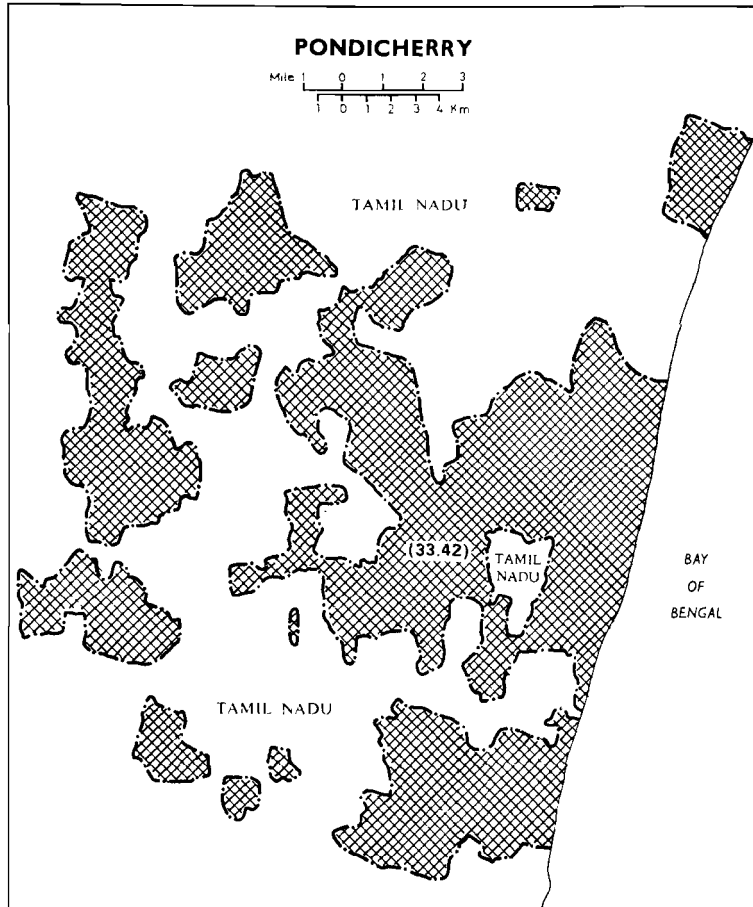 PONDICHERRY
Mile 1 0 1 2 3
1 0 1 2 3 4 Km
TAMIL NADU
(33.42)
TAMIL
NADU
BAY
OF
BENGAL
TAMIL NADU